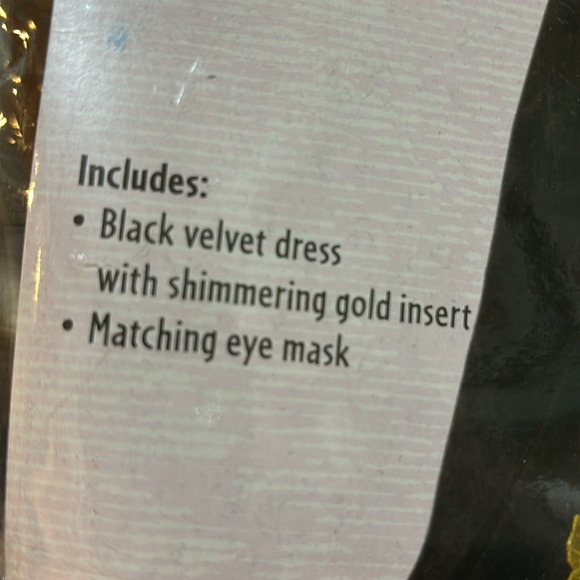 Includes:
• Black velvet dress
with shimmering gold insert
• Matching eye mask